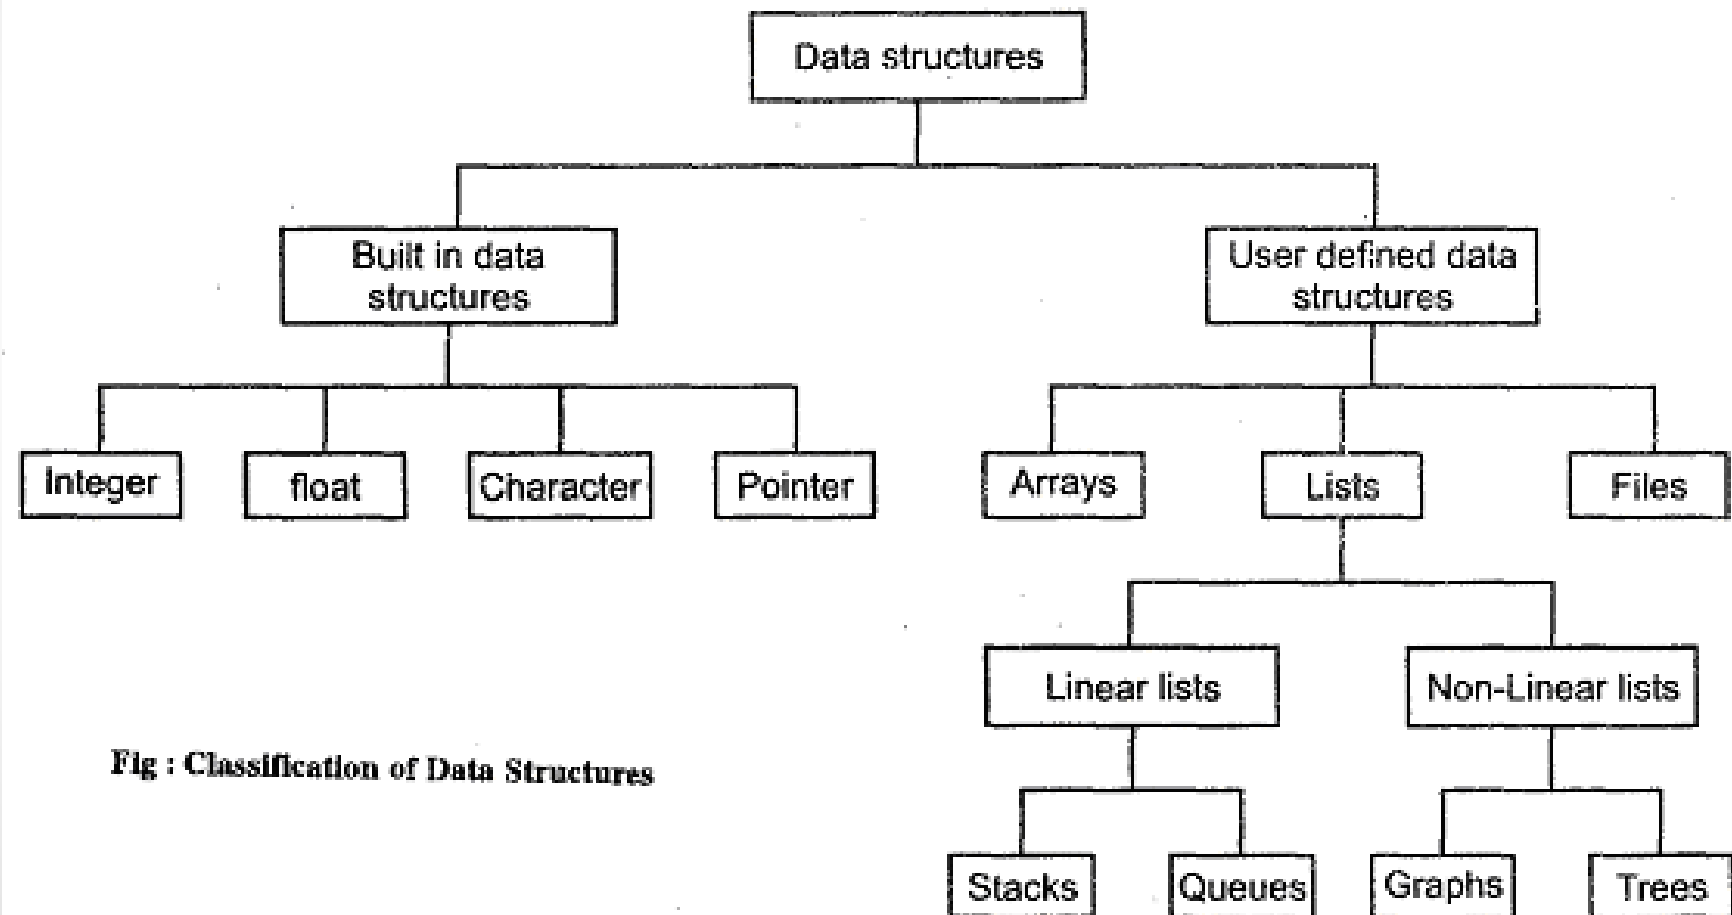 Data structures
Built in data
structures
User defined data
structures
Integer
float
Character
Pointer
Arrays
Lists
Files
Linear lists
Non-Linear lists
Fig : Classification of Data Structures
Stacks
Queues
Graphs
Trees